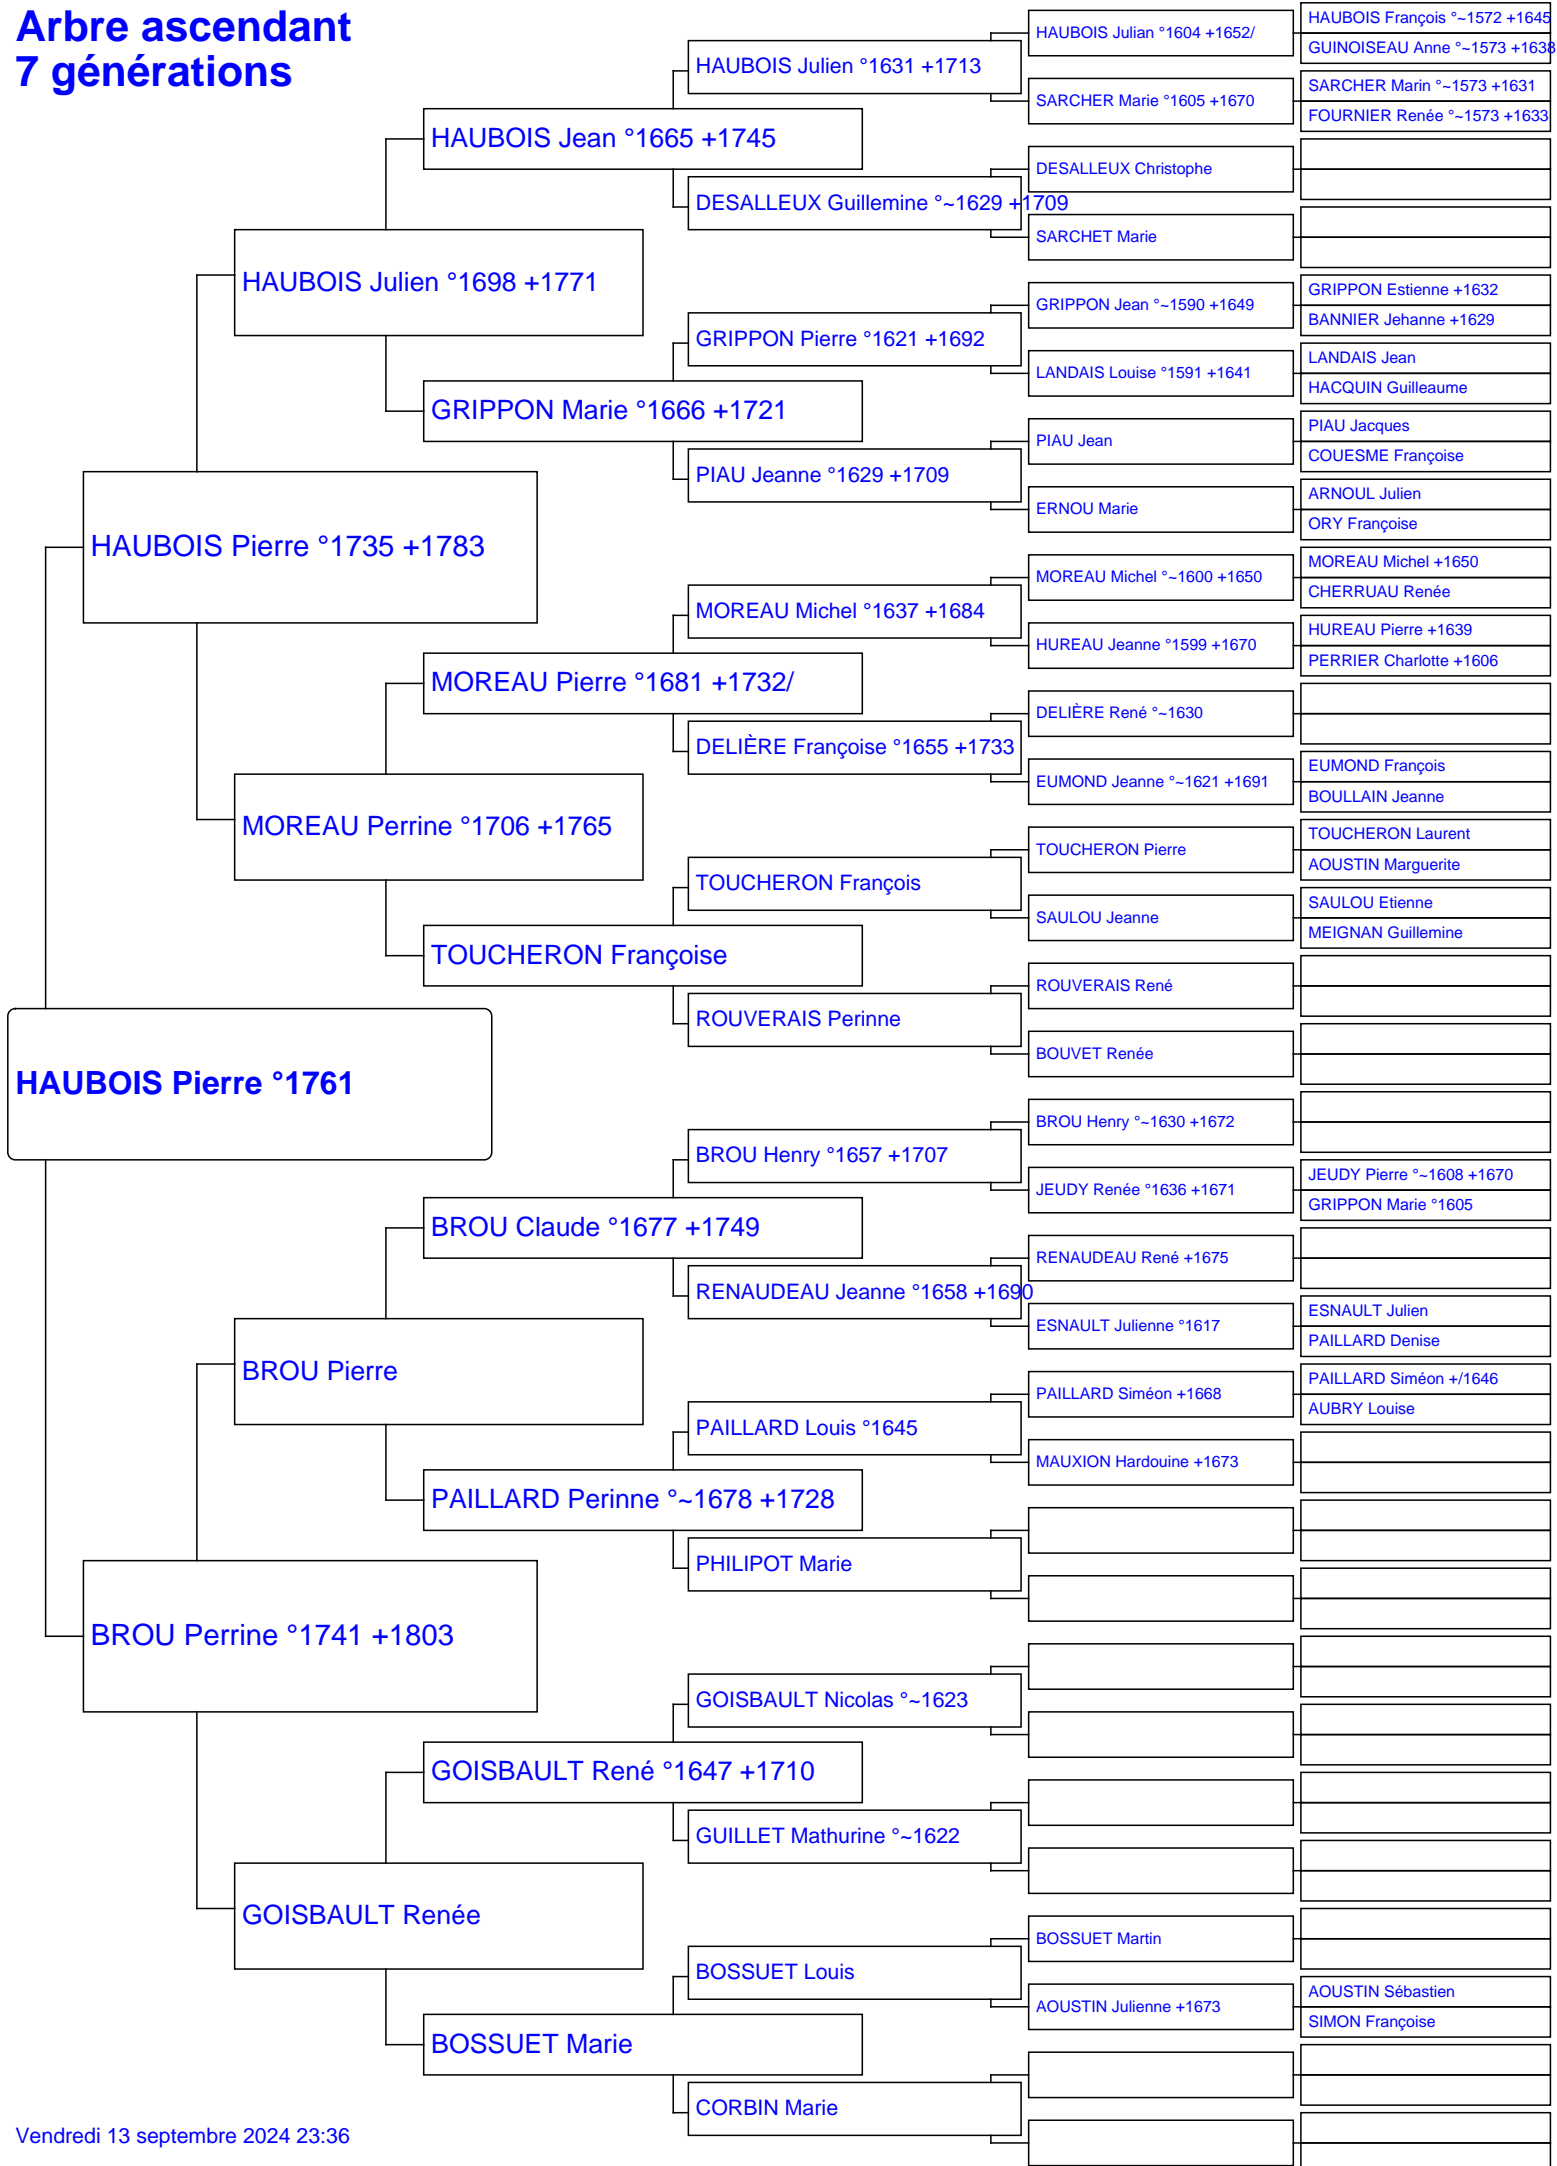 Arbre ascendant
7 générations
HAUBOIS Pierre °1761
HAUBOIS Pierre °1735 +1783
BROU Perrine °1741 +1803
HAUBOIS Julien °1698 +1771
MOREAU Perrine °1706 +1765
BROU Pierre
GOISBAULT Renée
HAUBOIS Jean °1665 +1745
GRIPPON Marie °1666 +1721
MOREAU Pierre °1681 +1732/
TOUCHERON Françoise
BROU Claude °1677 +1749
PAILLARD Perinne °~1678 +1728
GOISBAULT René °1647 +1710
BOSSUET Marie
HAUBOIS Julien °1631 +1713
DESALLEUX Guillemine °~1629 +1709
GRIPPON Pierre °1621 +1692
PIAU Jeanne °1629 +1709
MOREAU Michel °1637 +1684
DELIÈRE Françoise °1655 +1733
TOUCHERON François
ROUVERAIS Perinne
BROU Henry °1657 +1707
RENAUDEAU Jeanne °1658 +1690
PAILLARD Louis °1645
PHILIPOT Marie
GOISBAULT Nicolas °~1623
GUILLET Mathurine °~1622
BOSSUET Louis
CORBIN Marie
HAUBOIS Julian °1604 +1652/
SARCHER Marie °1605 +1670
DESALLEUX Christophe
SARCHET Marie
GRIPPON Jean °~1590 +1649
LANDAIS Louise °1591 +1641
PIAU Jean
ERNOU Marie
MOREAU Michel °~1600 +1650
HUREAU Jeanne °1599 +1670
DELIÈRE René °~1630
EUMOND Jeanne °~1621 +1691
TOUCHERON Pierre
SAULOU Jeanne
ROUVERAIS René
BOUVET Renée
BROU Henry °~1630 +1672
JEUDY Renée °1636 +1671
RENAUDEAU René +1675
ESNAULT Julienne °1617
PAILLARD Siméon +1668
MAUXION Hardouine +1673
BOSSUET Martin
AOUSTIN Julienne +1673
HAUBOIS François °~1572 +1645
GUINOISEAU Anne °~1573 +1638
SARCHER Marin °~1573 +1631
FOURNIER Renée °~1573 +1633
GRIPPON Estienne +1632
BANNIER Jehanne +1629
LANDAIS Jean
HACQUIN Guilleaume
PIAU Jacques
COUESME Françoise
ARNOUL Julien
ORY Françoise
MOREAU Michel +1650
CHERRUAU Renée
HUREAU Pierre +1639
PERRIER Charlotte +1606
EUMOND François
BOULLAIN Jeanne
TOUCHERON Laurent
AOUSTIN Marguerite
SAULOU Etienne
MEIGNAN Guillemine
JEUDY Pierre °~1608 +1670
GRIPPON Marie °1605
ESNAULT Julien
PAILLARD Denise
PAILLARD Siméon +/1646
AUBRY Louise
AOUSTIN Sébastien
SIMON Françoise
Vendredi 13 septembre 2024 23:36